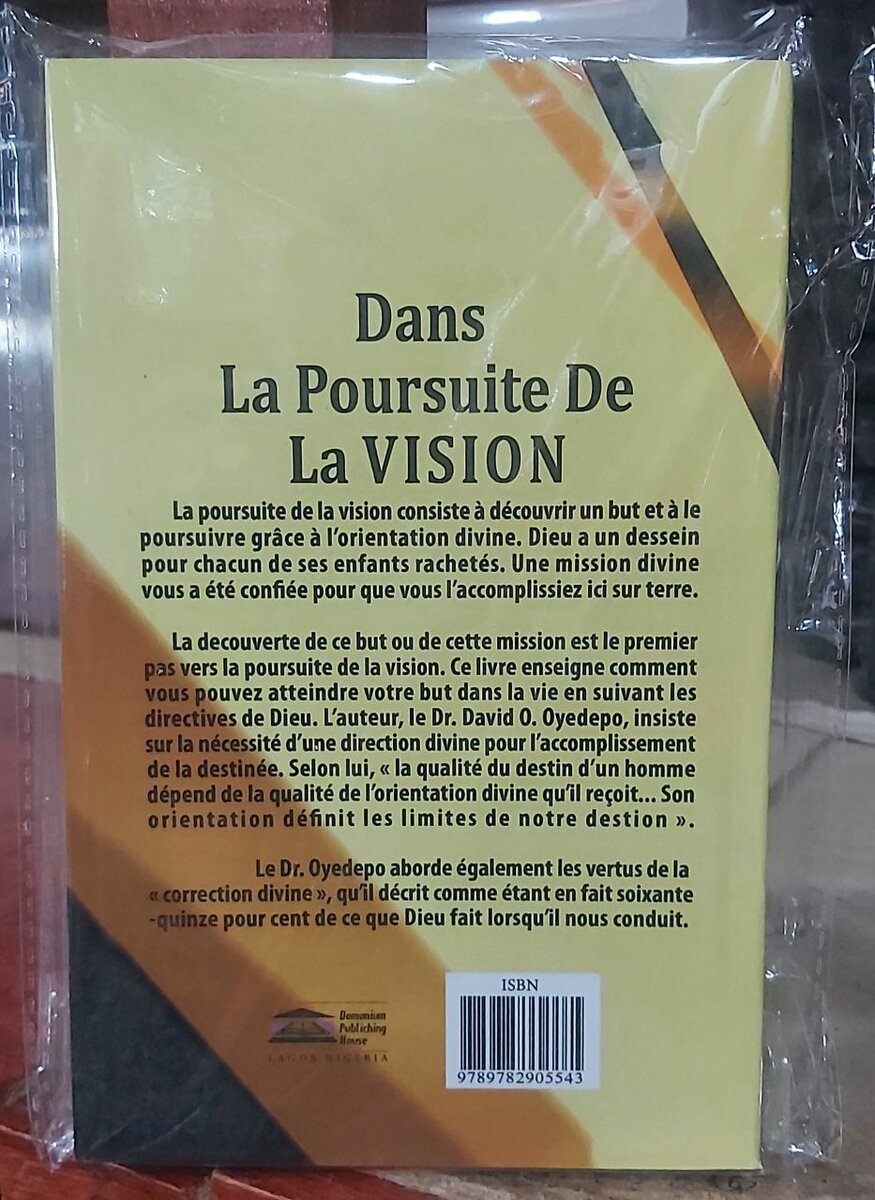 Dans
La Poursuite De
La VISION
La poursuite de la vision consiste à découvrir un but et à le
poursuivre grâce à l'orientation divine. Dieu a un dessein
pour chacun de ses enfants rachetés. Une mission divine
vous a été confiée pour que vous l'accomplissiez ici sur terre.
La decouverte de ce but ou de cette mission est le premier
pas vers la poursuite de la vision. Ce livre enseigne comment
vous pouvez atteindre votre but dans la vie en suivant les
directives de Dieu. L'auteur, le Dr. David O. Oyedepo, insiste
sur la nécessité d'une direction divine pour l'accomplissement
de la destinée. Selon lui, « la qualité du destin d'un homme
dépend de la qualité de l'orientation divine qu'il reçoit... Son
orientation définit les limites de notre destion ».
Le Dr. Oyedepo aborde également les vertus de la
« correction divine », qu'il décrit comme étant en fait soixante
-quinze pour cent de ce que Dieu fait lorsqu'il nous conduit.
Domonium
Publiching
House
LAGOS NIGERIA
ISBN
9789782905543